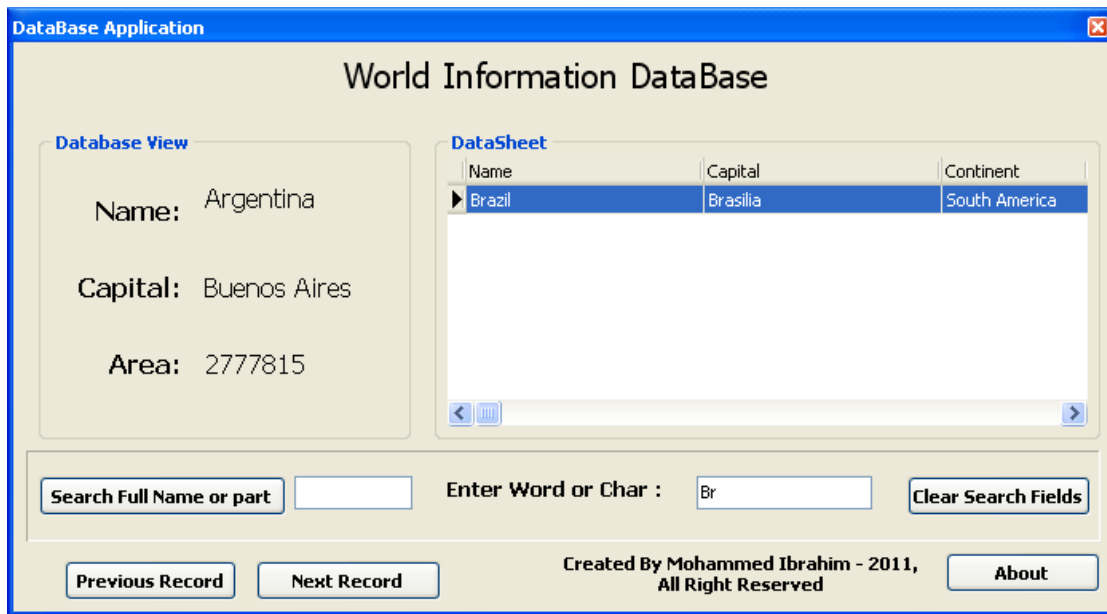 DataBase Application
World Information DataBase
Database View
Name: Argentina
Capital: Buenos Aires
Area: 2777815
DataSheet
Name Capital Continent
Brazil Brasilia South America
Search Full Name or part Enter Word or Char : Br Clear Search Fields
Previous Record Next Record
Created By Mohammed Ibrahim - 2011,
All Right Reserved
About